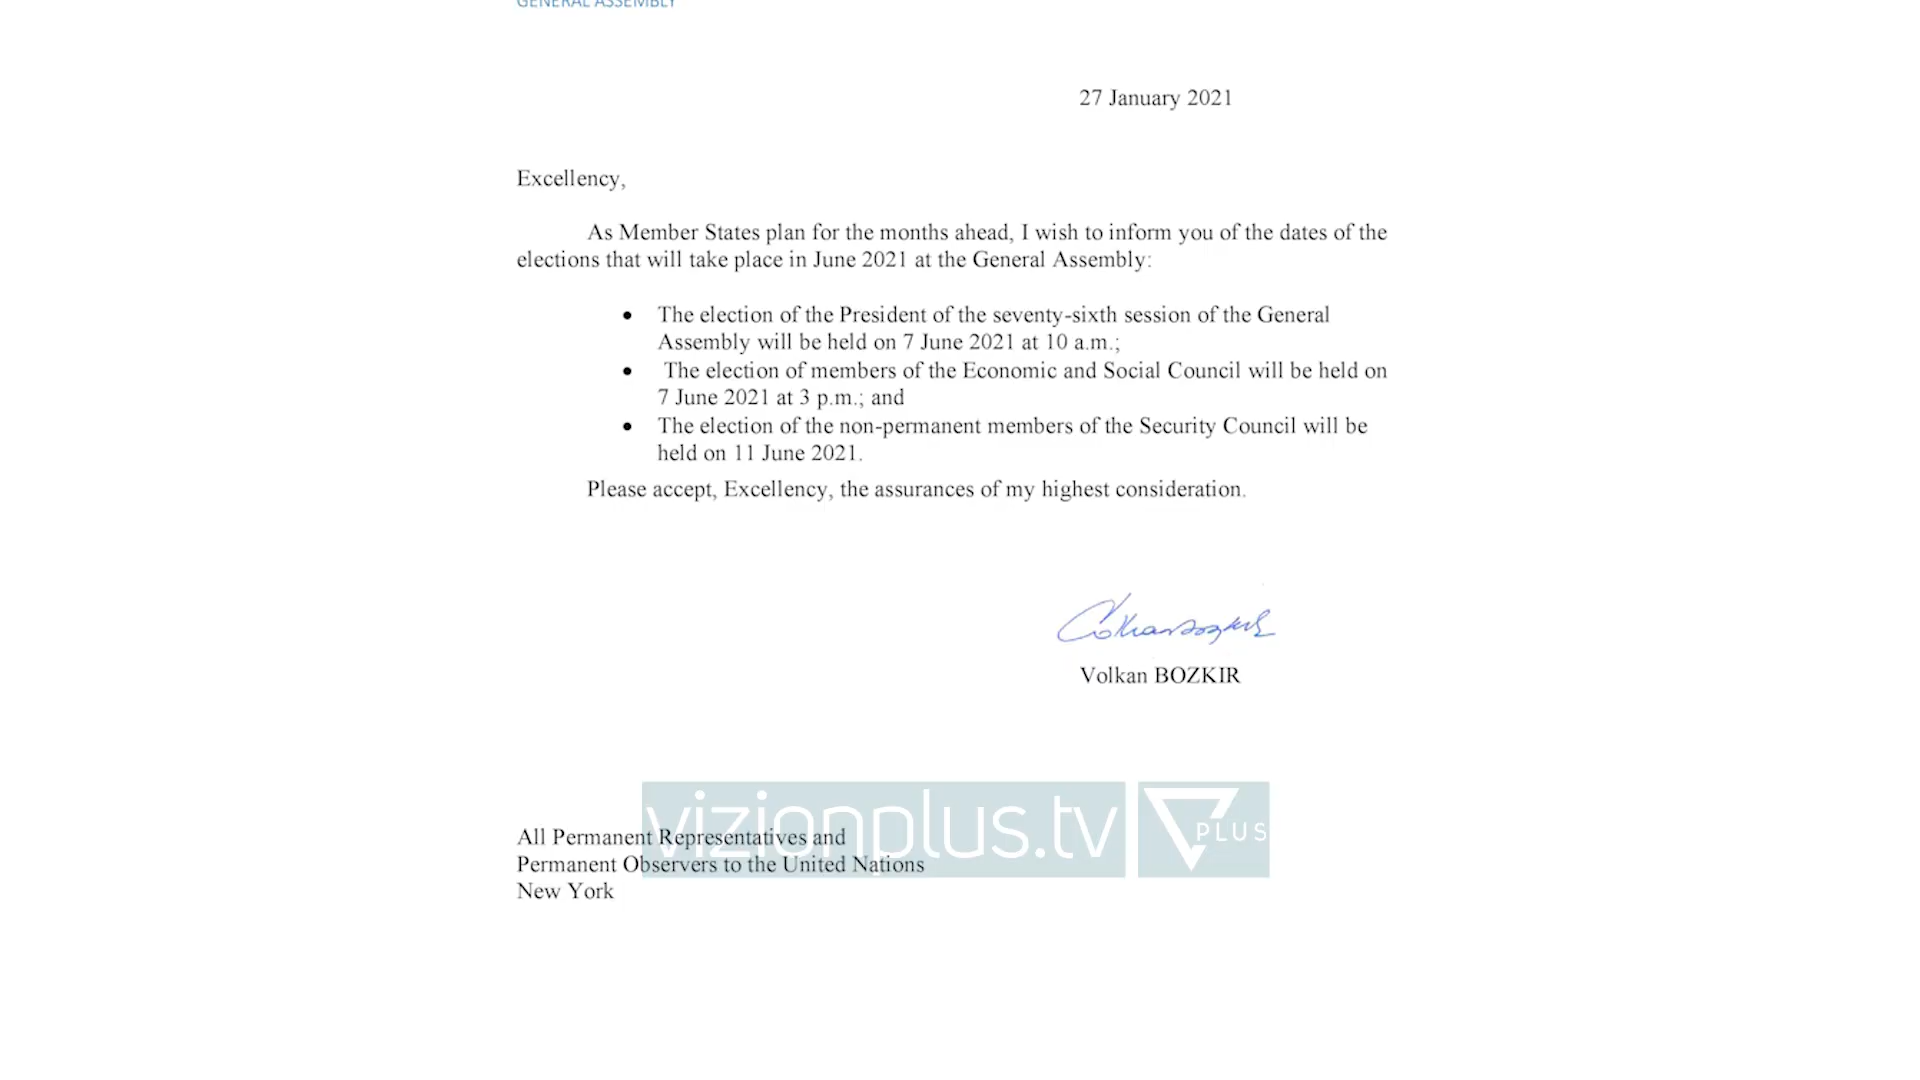 GENERAL ASSEMBLY
27 January 2021
Excellency,
As Member States plan for the months ahead, I wish to inform you of the dates of the
elections that will take place in June 2021 at the General Assembly:
• The election of the President of the seventy-sixth session of the General
Assembly will be held on 7 June 2021 at 10 a.m.;
• The election of members of the Economic and Social Council will be held on
7 June 2021 at 3 p.m.; and
• The election of the non-permanent members of the Security Council will be
held on 11 June 2021.
Please accept, Excellency, the assurances of my highest consideration.
Volkan BOZKIR
vizionplus.tv
PLUS
All Permanent Representatives and
Permanent Observers to the United Nations
New York